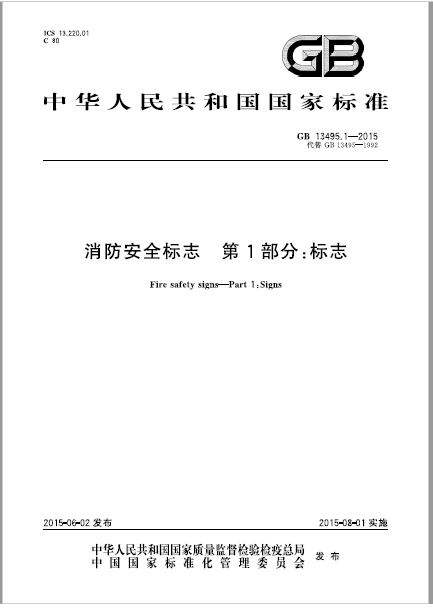 ICS 13.220.01
C 80
GB
中华人民共和国国家标准
GB 13495.1—2015
代替 GB 13495—1992
消防安全标志 第1部分:标志
Fire safety signs—Part 1:Signs
2015-06-02 发布 2015-08-01 实施
中华人民共和国国家质量监督检验检疫总局
中国国家标准化管理委员会 发布